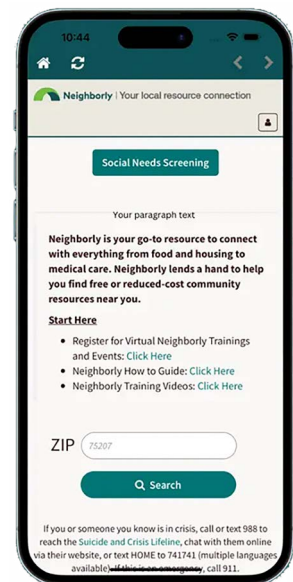 10:44
Neighborly | Your local resource connection
Social Needs Screening
Your paragraph text
Neighborly is your go-to resource to connect
with everything from food and housing to
medical care. Neighborly lends a hand to help
you find free or reduced-cost community
resources near you.
Start Here
Register for Virtual Neighborly Trainings
and Events: Click Here
Neighborly How to Guide: Click Here
Neighborly Training Videos: Click Here
ZIP 75207
Search
If you or someone you know is in crisis, call or text 988 to
reach the Suicide and Crisis Lifeline, chat with them online
via their website, or text HOME to 741741 (multiple languages
available). If this is an emergency, call 911.